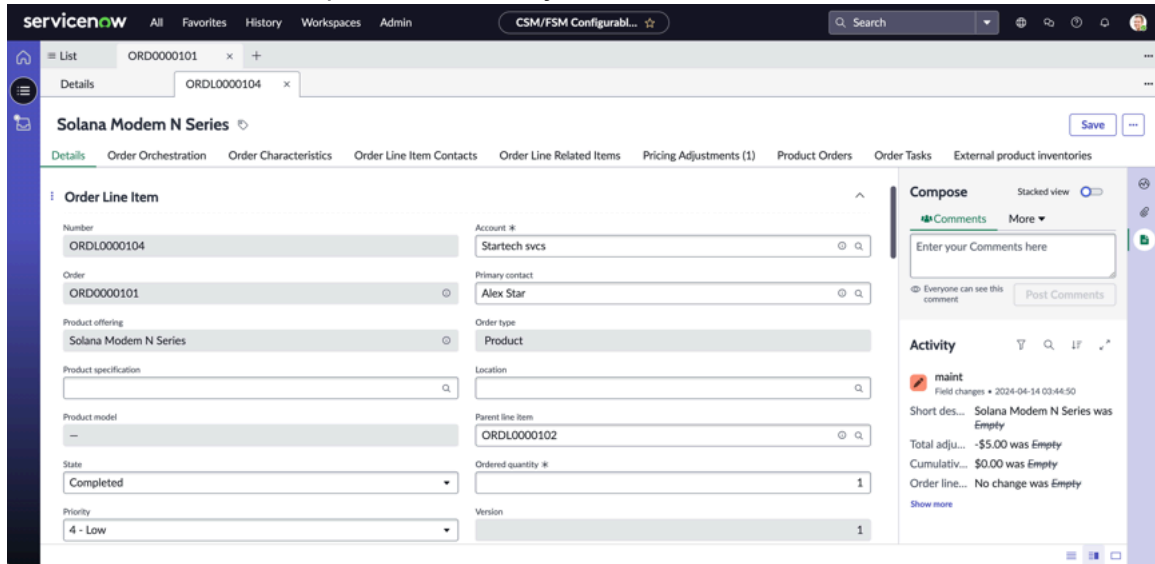 servicenow All Favorites History Workspaces Admin CSM/FSM Configurabl... Search
List ORD0000101 × +
Details ORDL0000104 ×
Solana Modem N Series Save
Details Order Orchestration Order Characteristics Order Line Item Contacts Order Line Related Items Pricing Adjustments (1) Product Orders Order Tasks External product inventories
Order Line Item
Number
ORDL0000104
Order
ORD0000101
Product offering
Solana Modem N Series
Product specification
Product model
—
State
Completed
Priority
4 - Low
Account *
Startech svcs
Primary contact
Alex Star
Order type
Product
Location
Parent line item
ORDL0000102
Ordered quantity *
1
Version
1
Compose Stacked view
Comments More
Enter your Comments here
Everyone can see this
comment
Post Comments
Activity
maint
Field changes • 2024-04-14 03:44:50
Short des... Solana Modem N Series was
Empty
Total adju... -$5.00 was Empty
Cumulativ... $0.00 was Empty
Order line... No change was Empty
Show more